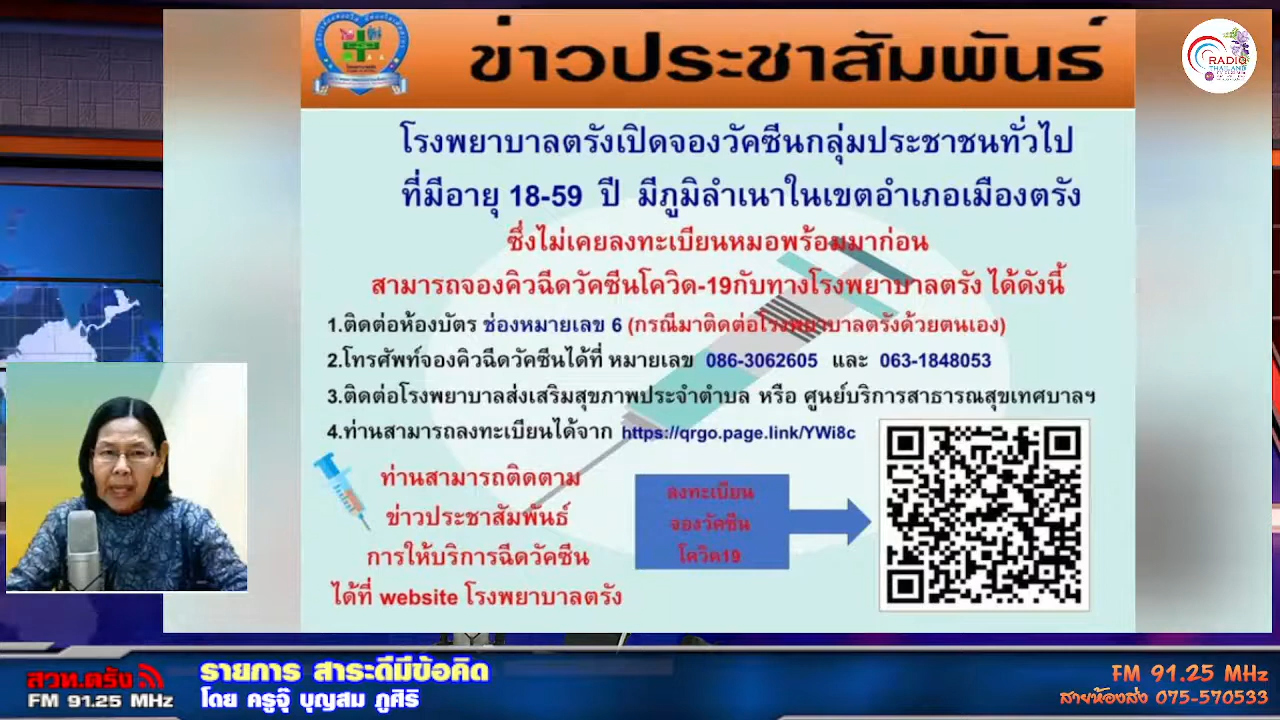 ข่าวประชาสัมพันธ์
RADIO
THAILAND
โรงพยาบาลตรังเปิดจองวัคซีนกลุ่มประชาชนทั่วไป
ที่มีอายุ 18-59 ปี มีภูมิลำเนาในเขตอำเภอเมืองตรัง
ซึ่งไม่เคยลงทะเบียนหมอพร้อมมาก่อน
สามารถจองคิวฉีดวัคซีนโควิด-19กับทางโรงพยาบาลตรัง ได้ดังนี้
1.ติดต่อห้องบัตร ช่องหมายเลข 6 (กรณีมาติดต่อโรงพยาบาลตรังด้วยตนเอง)
2.โทรศัพท์จองคิวฉีดวัคซีนได้ที่ หมายเลข 086-3062605 และ 063-1848053
3.ติดต่อโรงพยาบาลส่งเสริมสุขภาพประจำตำบล หรือ ศูนย์บริการสาธารณสุขเทศบาลฯ
4.ท่านสามารถลงทะเบียนได้จาก https://qrgo.page.link/YWi8c
ท่านสามารถติดตาม
ข่าวประชาสัมพันธ์
การให้บริการฉีดวัคซีน
ได้ที่ website โรงพยาบาลตรัง
ลงทะเบียน
จองวัคซีน
โควิด19
สวท.ตรัง
FM 91.25 MHz
รายการ สาระดีมีข้อคิด
โดย ครูจุ๊ บุญสม ภูศิริ
FM 91.25 MHz
สายห้องส่ง 075-570533